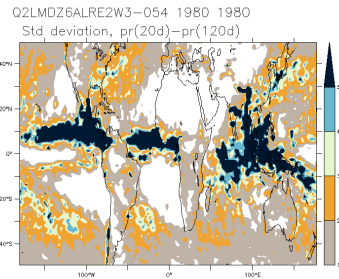 Q2LMDZ6ALRE2W3-054 1980 1980
Std deviation, pr(20d)-pr(120d)
40°N
20°N
0°
20°S
40°S
100°W
0°
100°E
5
4
3
2
1